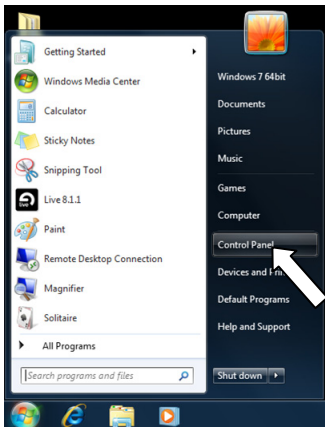 Getting Started
Windows Media Center
Calculator
Sticky Notes
Snipping Tool
Live 8.1.1
Paint
Remote Desktop Connection
Magnifier
Solitaire
All Programs
Search programs and files
Windows 7 64bit
Documents
Pictures
Music
Games
Computer
Control Panel
Devices and
Default Programs
Help and Support
Shut down